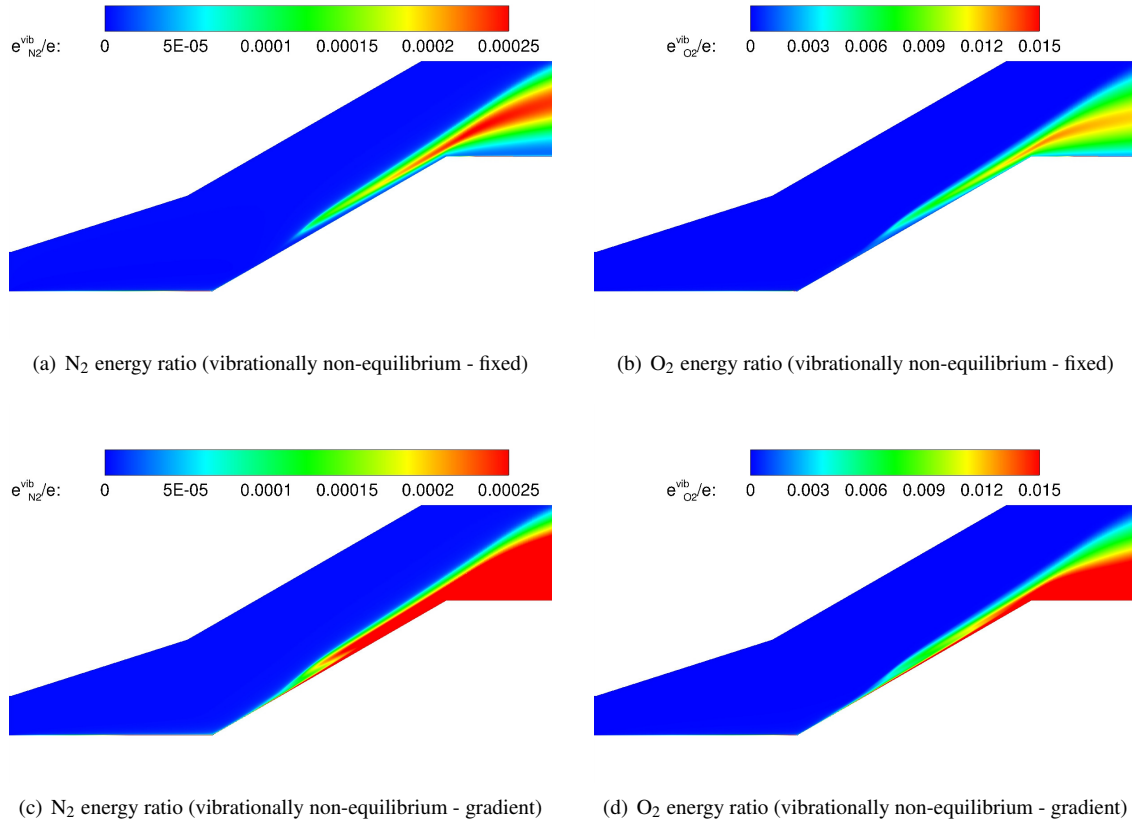 e^vib_N2/e: 0 5E-05 0.0001 0.00015 0.0002 0.00025
e^vib_O2/e: 0 0.003 0.006 0.009 0.012 0.015
(a) N₂ energy ratio (vibrationally non-equilibrium - fixed)
(b) O₂ energy ratio (vibrationally non-equilibrium - fixed)
e^vib_N2/e: 0 5E-05 0.0001 0.00015 0.0002 0.00025
e^vib_O2/e: 0 0.003 0.006 0.009 0.012 0.015
(c) N₂ energy ratio (vibrationally non-equilibrium - gradient)
(d) O₂ energy ratio (vibrationally non-equilibrium - gradient)